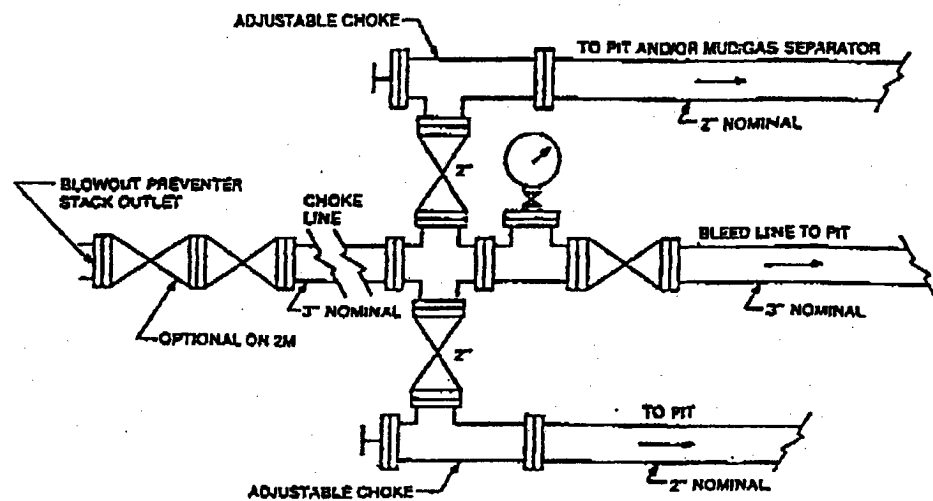 ADJUSTABLE CHOKE
TO PIT AND/OR MUD/GAS SEPARATOR
2" NOMINAL
2"
BLOWOUT PREVENTER
STACK OUTLET
CHOKE
LINE
BLEED LINE TO PIT
3" NOMINAL
3" NOMINAL
OPTIONAL ON 2M
2"
TO PIT
2" NOMINAL
ADJUSTABLE CHOKE